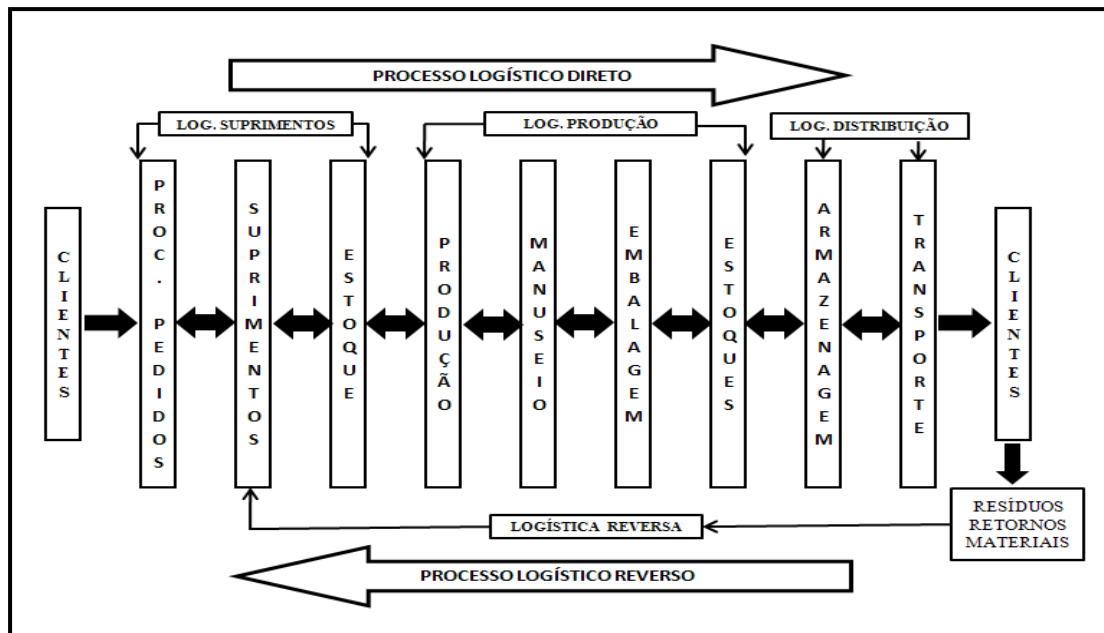 PROCESSO LOGÍSTICO DIRETO
LOG. SUPRIMENTOS
LOG. PRODUÇÃO
LOG. DISTRIBUIÇÃO
CLIENTES
PROC. PEDIDOS
SUPRIMENTOS
ESTOQUE
PRODUÇÃO
MANUSEIO
EMBALAGEM
ESTOQUES
ARMAZENAGEM
TRANSPORTE
CLIENTES
RESÍDUOS
RETORNOS
MATERIAIS
LOGÍSTICA REVERSA
PROCESSO LOGÍSTICO REVERSO